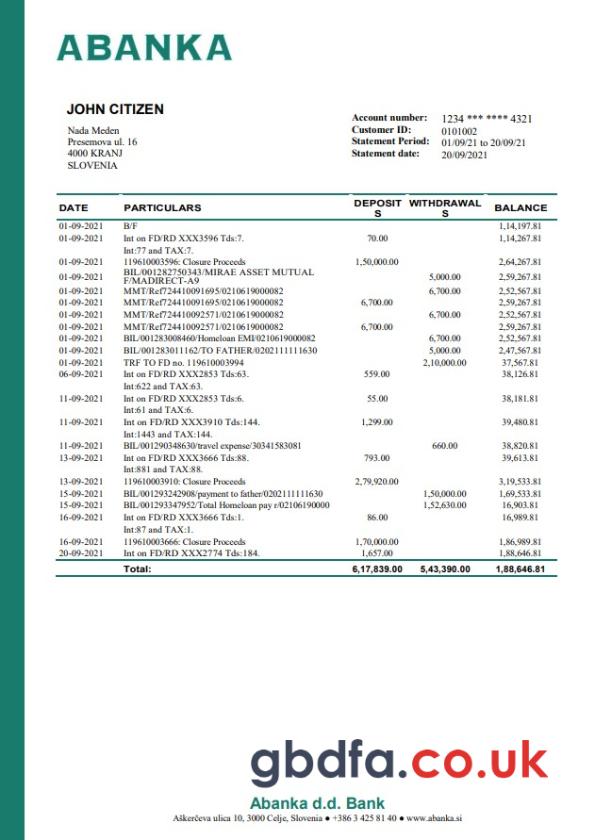 ABANKA
JOHN CITIZEN
Nada Meden
Presemova ul. 16
4000 KRANJ
SLOVENIA
Account number: 1234 *** **** 4321
Customer ID: 0101002
Statement Period: 01/09/21 to 20/09/21
Statement date: 20/09/2021
DATE PARTICULARS DEPOSIT WITHDRAWAL BALANCE
S S
01-09-2021 B/F 1,14,197.81
01-09-2021 Int on FD/RD XXX3596 Tds:7. 70.00 1,14,267.81
Int:77 and TAX:7.
01-09-2021 119610003596: Closure Proceeds 1,50,000.00 2,64,267.81
01-09-2021 BIL/001282750343/MIRAE ASSET MUTUAL 5,000.00 2,59,267.81
F/MADIRECT-A9
01-09-2021 MMT/Ref724410091695/0210619000082 6,700.00 2,52,567.81
01-09-2021 MMT/Ref724410091695/0210619000082 6,700.00 2,59,267.81
01-09-2021 MMT/Ref724410092571/0210619000082 6,700.00 2,52,567.81
01-09-2021 MMT/Ref724410092571/0210619000082 6,700.00 2,59,267.81
01-09-2021 BIL/001283008460/Homeloan EMI/0210619000082 6,700.00 2,52,567.81
01-09-2021 BIL/001283011162/TO FATHER/0202111111630 5,000.00 2,47,567.81
01-09-2021 TRF TO FD no. 119610003994 2,10,000.00 37,567.81
06-09-2021 Int on FD/RD XXX2853 Tds:63. 559.00 38,126.81
Int:622 and TAX:63.
11-09-2021 Int on FD/RD XXX2853 Tds:6. 55.00 38,181.81
Int:61 and TAX:6.
11-09-2021 Int on FD/RD XXX3910 Tds:144. 1,299.00 39,480.81
Int:1443 and TAX:144.
11-09-2021 BIL/001290348630/travel expense/30341583081 660.00 38,820.81
13-09-2021 Int on FD/RD XXX3666 Tds:88. 793.00 39,613.81
Int:881 and TAX:88.
13-09-2021 119610003910: Closure Proceeds 2,79,920.00 3,19,533.81
15-09-2021 BIL/001293242908/payment to father/0202111111630 1,50,000.00 1,69,533.81
15-09-2021 BIL/001293347952/Total Homeloan pay r/02106190000 1,52,630.00 16,903.81
16-09-2021 Int on FD/RD XXX3666 Tds:1. 86.00 16,989.81
Int:87 and TAX:1.
16-09-2021 119610003666: Closure Proceeds 1,70,000.00 1,86,989.81
20-09-2021 Int on FD/RD XXX2774 Tds:184. 1,657.00 1,88,646.81
Total: 6,17,839.00 5,43,390.00 1,88,646.81
gbdfa.co.uk
Abanka d.d. Bank
Aškerčeva ulica 10, 3000 Celje, Slovenia ● +386 3 425 81 40 ● www.abanka.si